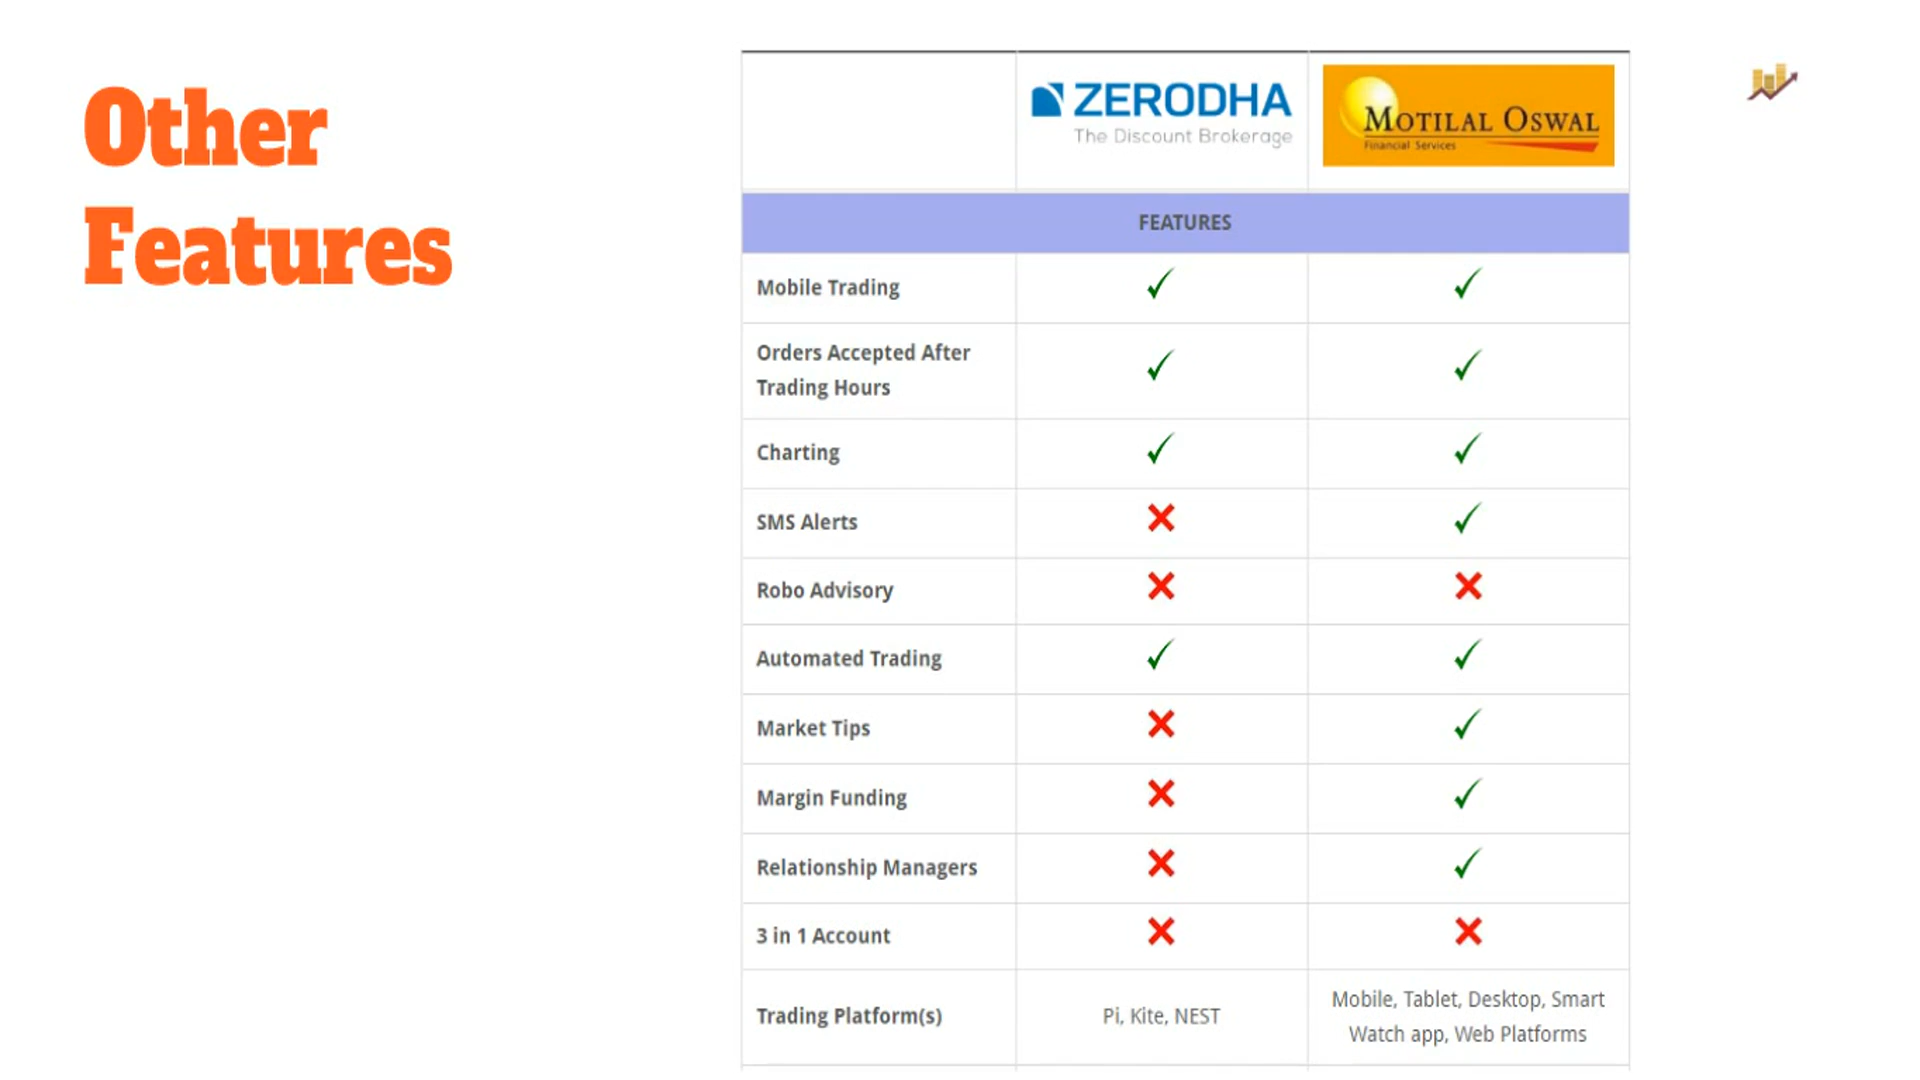 Other
Features
ZERODHA
The Discount Brokerage
MOTILAL OSWAL
Financial Services
FEATURES
Mobile Trading
Orders Accepted After
Trading Hours
Charting
SMS Alerts
Robo Advisory
Automated Trading
Market Tips
Margin Funding
Relationship Managers
3 in 1 Account
Trading Platform(s)
Pi, Kite, NEST
Mobile, Tablet, Desktop, Smart
Watch app, Web Platforms